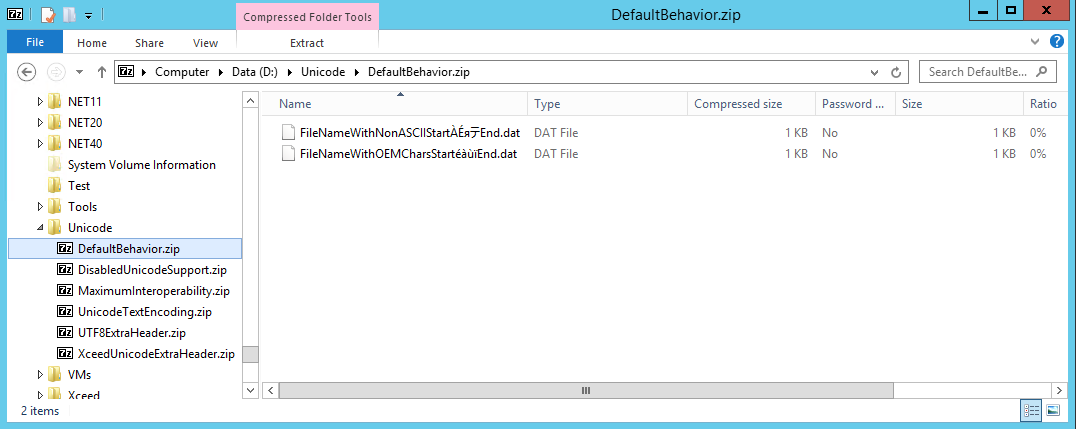 Compressed Folder Tools
DefaultBehavior.zip
File Home Share View Extract
Computer Data (D:) Unicode DefaultBehavior.zip
Search DefaultBe...
Name Type Compressed size Password ... Size Ratio
FileNameWithNonASCIIStartÀÉяテEnd.dat DAT File 1 KB No 1 KB 0%
FileNameWithOEMCharsStartéàùïEnd.dat DAT File 1 KB No 1 KB 0%
NET11
NET20
NET40
System Volume Information
Test
Tools
Unicode
DefaultBehavior.zip
DisabledUnicodeSupport.zip
MaximumInteroperability.zip
UnicodeTextEncoding.zip
UTF8ExtraHeader.zip
XceedUnicodeExtraHeader.zip
VMs
Xceed
2 items